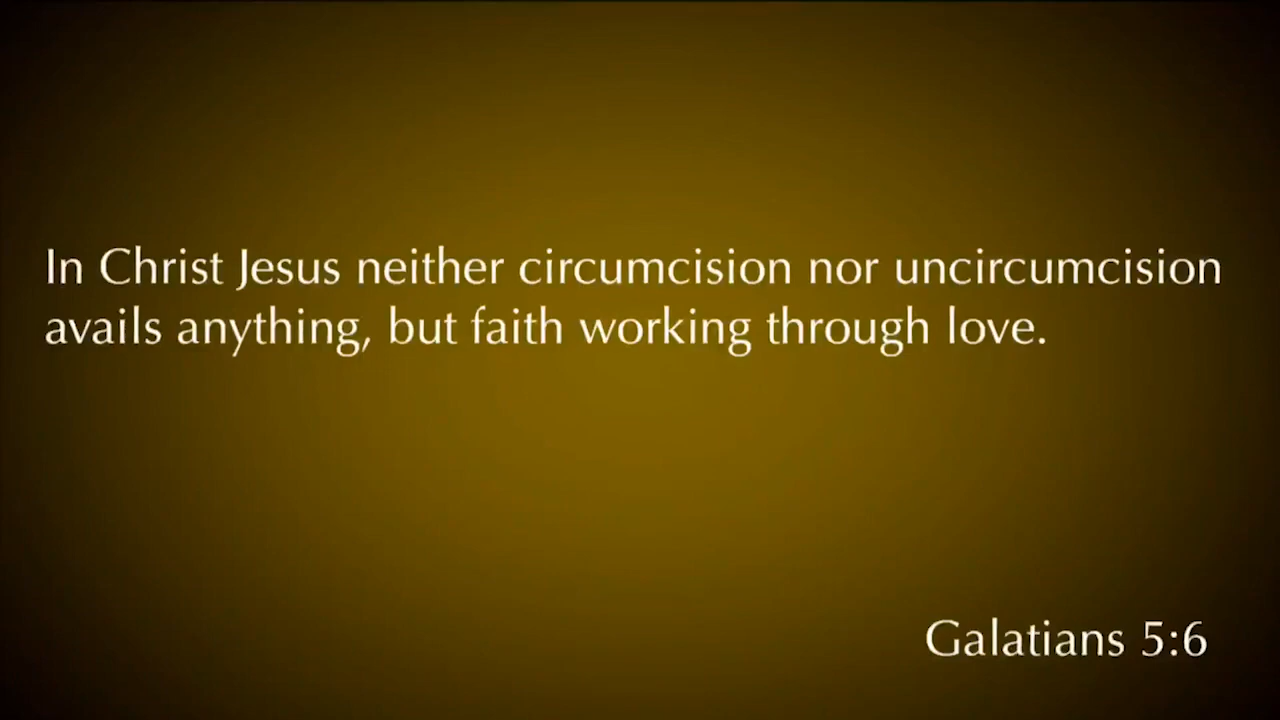 In Christ Jesus neither circumcision nor uncircumcision
avails anything, but faith working through love.
Galatians 5:6